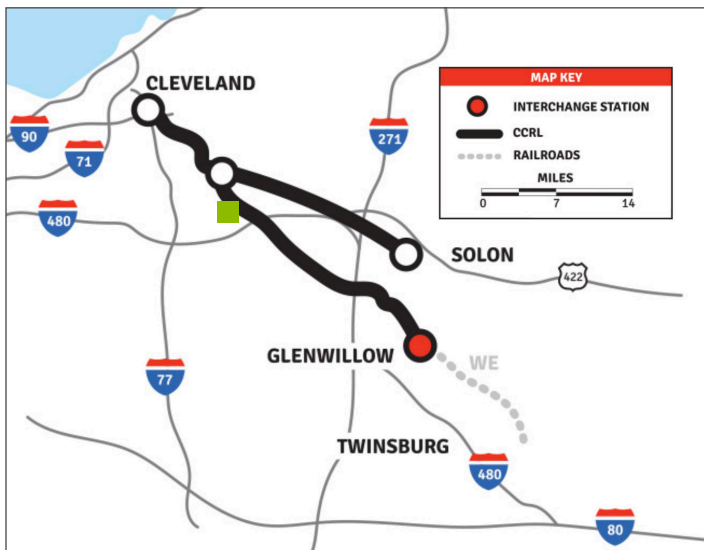 CLEVELAND
90
71
480
271
MAP KEY
INTERCHANGE STATION
CCRL
RAILROADS
MILES
0 7 14
SOLON
422
GLENWILLOW
WE
77
TWINSBURG
480
80